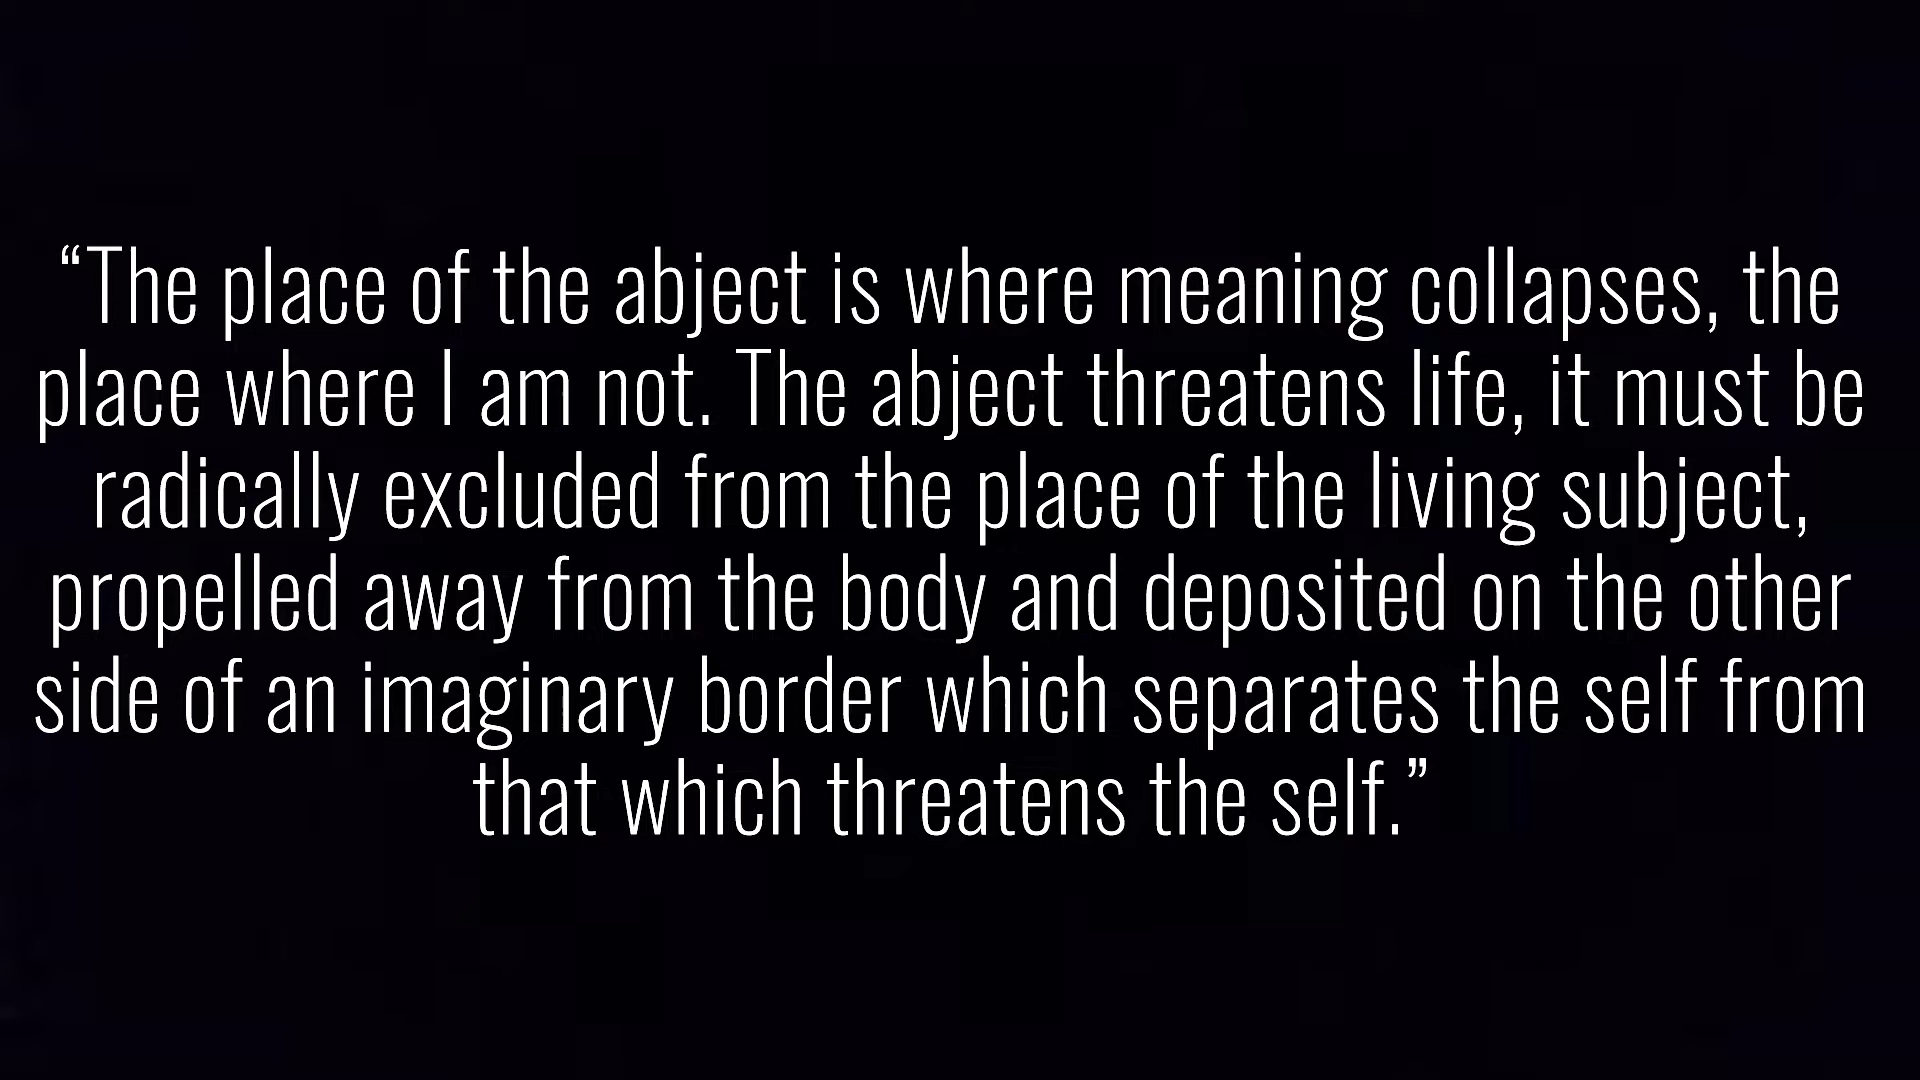 “The place of the abject is where meaning collapses, the
place where I am not. The abject threatens life, it must be
radically excluded from the place of the living subject,
propelled away from the body and deposited on the other
side of an imaginary border which separates the self from
that which threatens the self.”